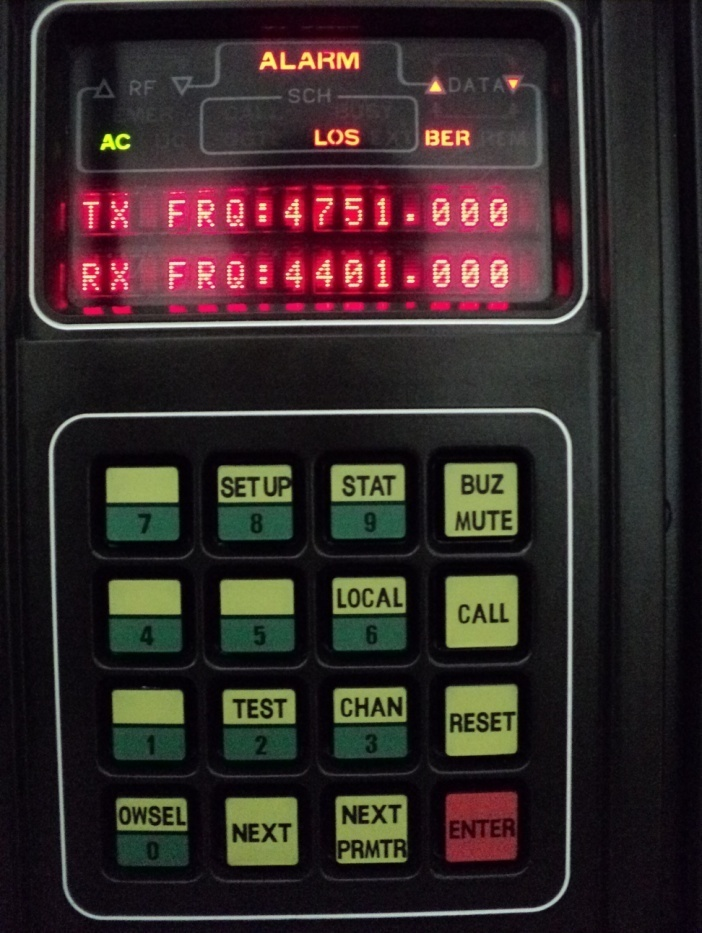 ALARM
RF DATA
SCH
AC LOS BER
TX FRQ:4751.000
RX FRQ:4401.000
7 SETUP 8 STAT 9 BUZ MUTE
4 5 LOCAL 6 CALL
1 TEST 2 CHAN 3 RESET
OWSEL 0 NEXT NEXT PRMTR ENTER